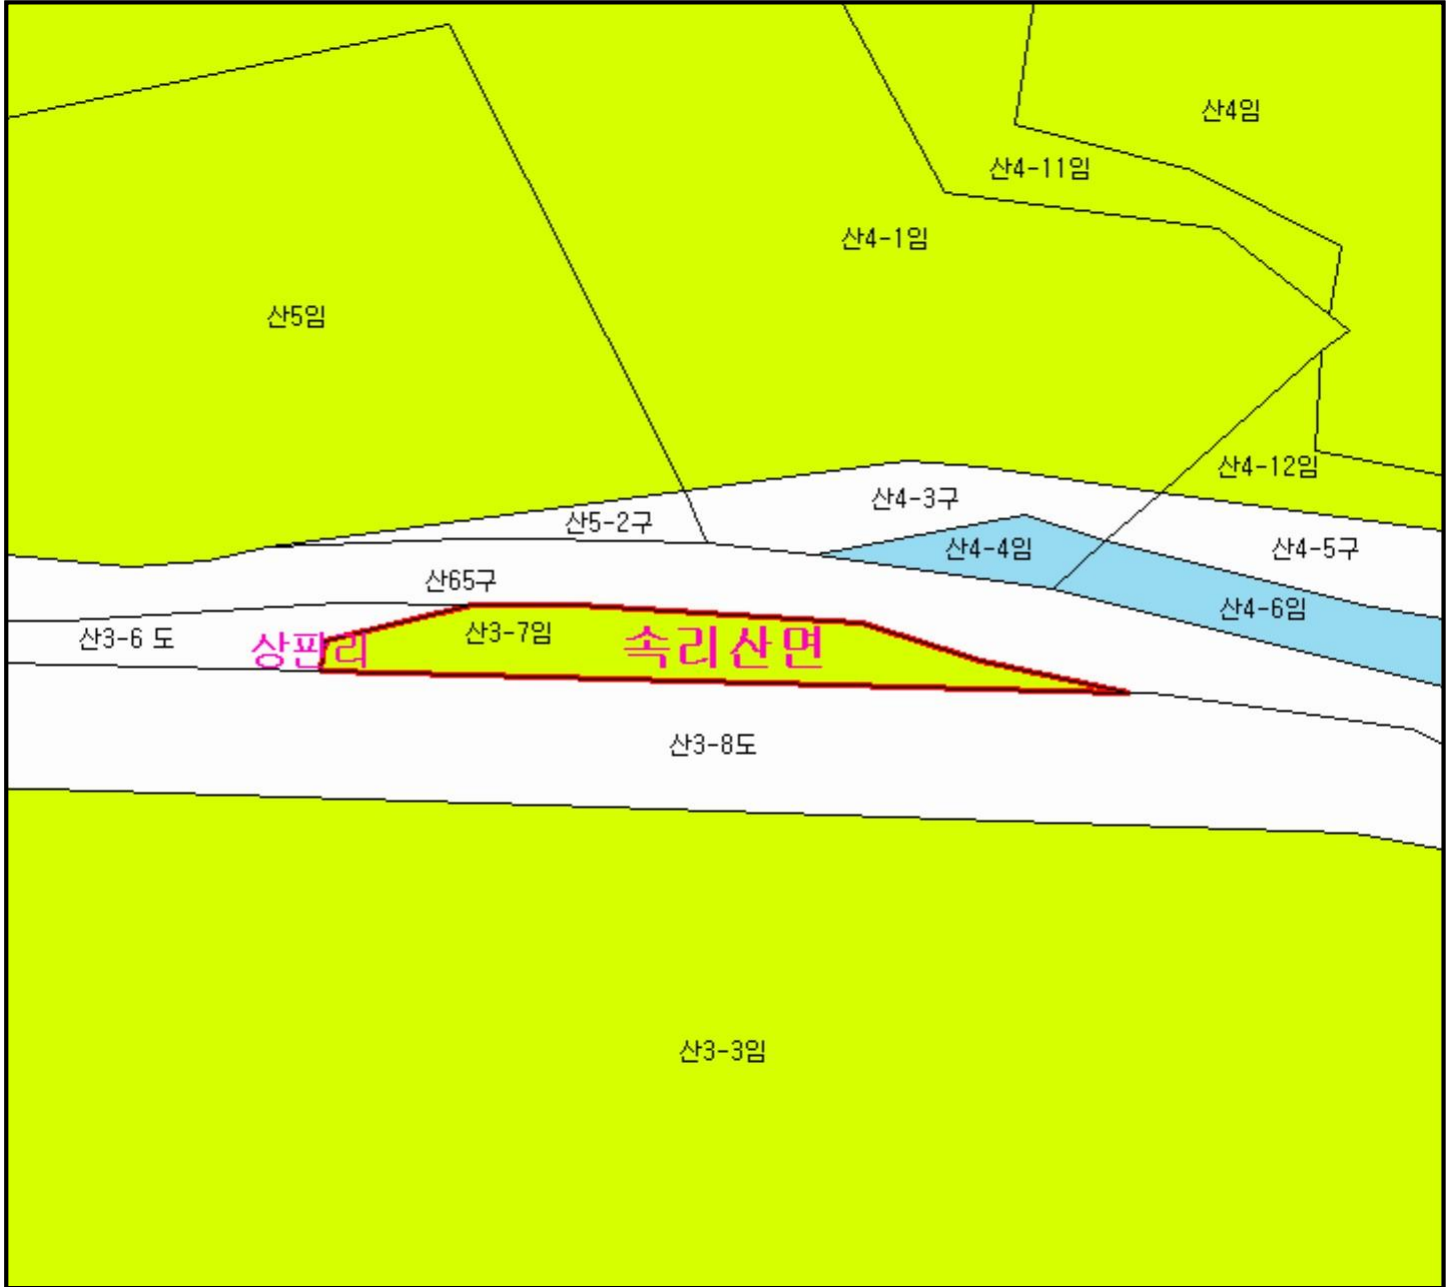 산4임
산4-11임
산4-1임
산5임
산4-12임
산4-3구
산5-2구
산4-4임
산4-5구
산65구
산4-6임
산3-6 도
상판리
산3-7임
속리산면
산3-8도
산3-3임